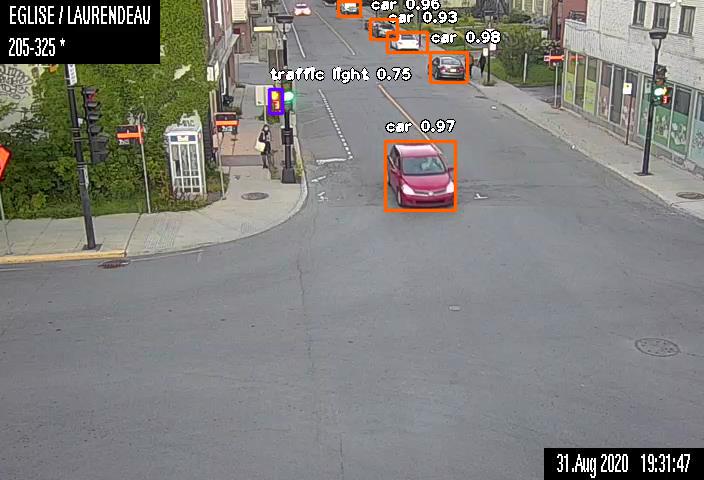 EGLISE / LAURENDEAU
205-325 *
car 0.96
car 0.93
car 0.98
traffic light 0.75
car 0.97
31.Aug 2020 19:31:47